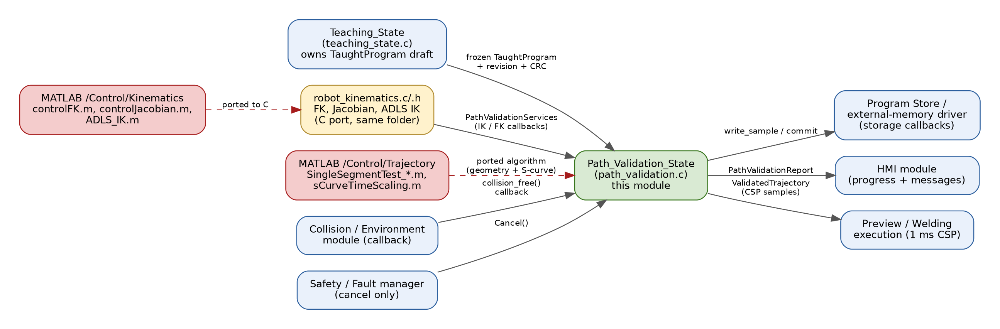 Teaching_State
(teaching_state.c)
owns TaughtProgram draft
frozen TaughtProgram
+ revision + CRC
MATLAB /Control/Kinematics
controlFK.m, controlJacobian.m,
ADLS_IK.m
ported to C
robot_kinematics.c/.h
FK, Jacobian, ADLS IK
(C port, same folder)
PathValidationServices
(IK / FK callbacks)
MATLAB /Control/Trajectory
SingleSegmentTest_*.m,
sCurveTimeScaling.m
ported algorithm
(geometry + S-curve)
collision_free()
callback
Collision / Environment
module (callback)
Cancel()
Safety / Fault manager
(cancel only)
Path_Validation_State
(path_validation.c)
this module
write_sample / commit
Program Store /
external-memory driver
(storage callbacks)
PathValidationReport
HMI module
(progress + messages)
ValidatedTrajectory
(CSP samples)
Preview / Welding
execution (1 ms CSP)